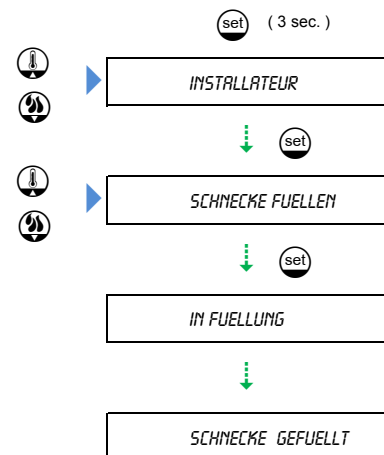 set ( 3 sec. )
INSTALLATEUR
set
SCHNECKE FUELLEN
set
IN FUELLUNG
SCHNECKE GEFUELLT